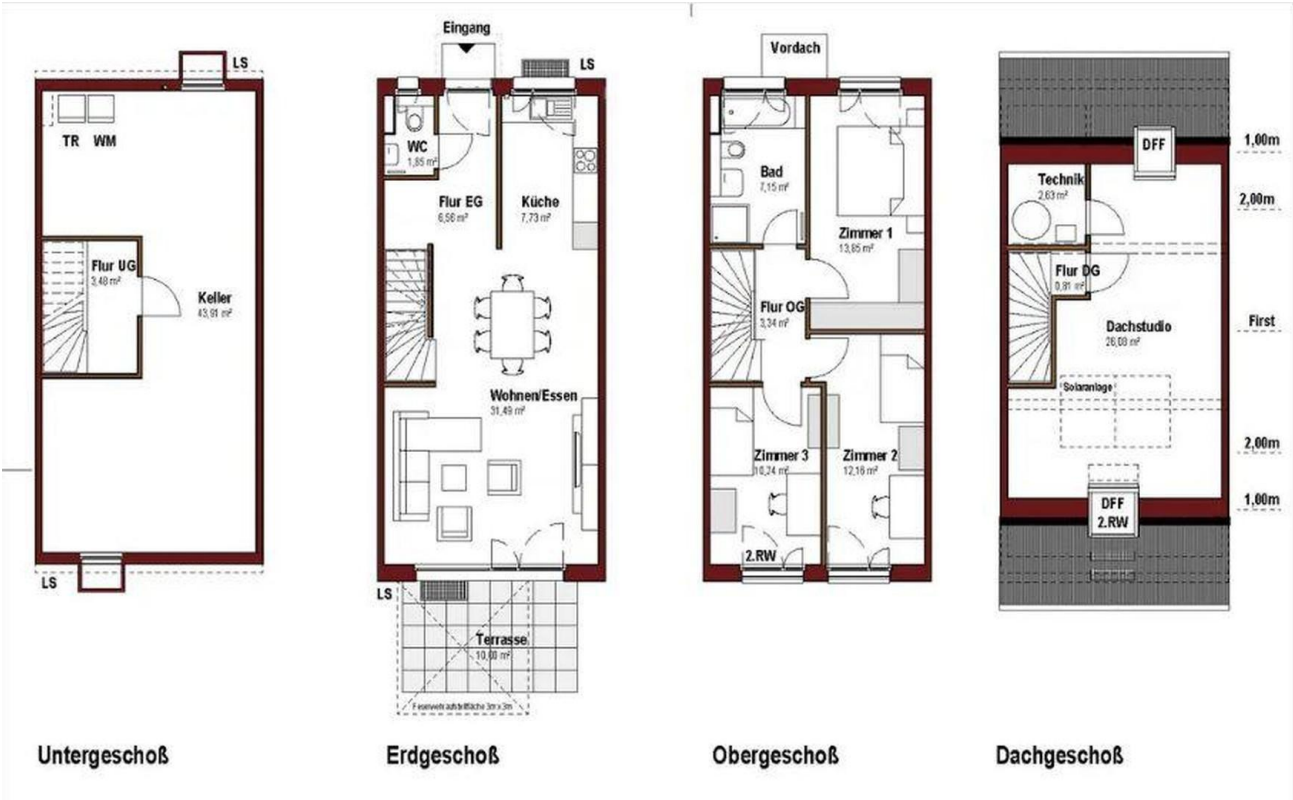 LS
TR WM
Flur UG
3,48 m²
Keller
43,91 m²
LS
Untergeschoß
Eingang
LS
WC
1,85 m²
Flur EG
6,56 m²
Küche
7,73 m²
Wohnen/Essen
31,49 m²
LS
Terrasse
10,00 m²
Feuerwehraufstellfläche 3m x 3m
Erdgeschoß
Vordach
Bad
7,15 m²
Zimmer 1
13,85 m²
Flur OG
3,34 m²
Zimmer 3
10,24 m²
Zimmer 2
12,16 m²
2.RW
Obergeschoß
DFF
1,00m
Technik
2,63 m²
2,00m
Flur DG
0,81 m²
First
Dachstudio
26,08 m²
Solaranlage
2,00m
1,00m
DFF
2.RW
Dachgeschoß